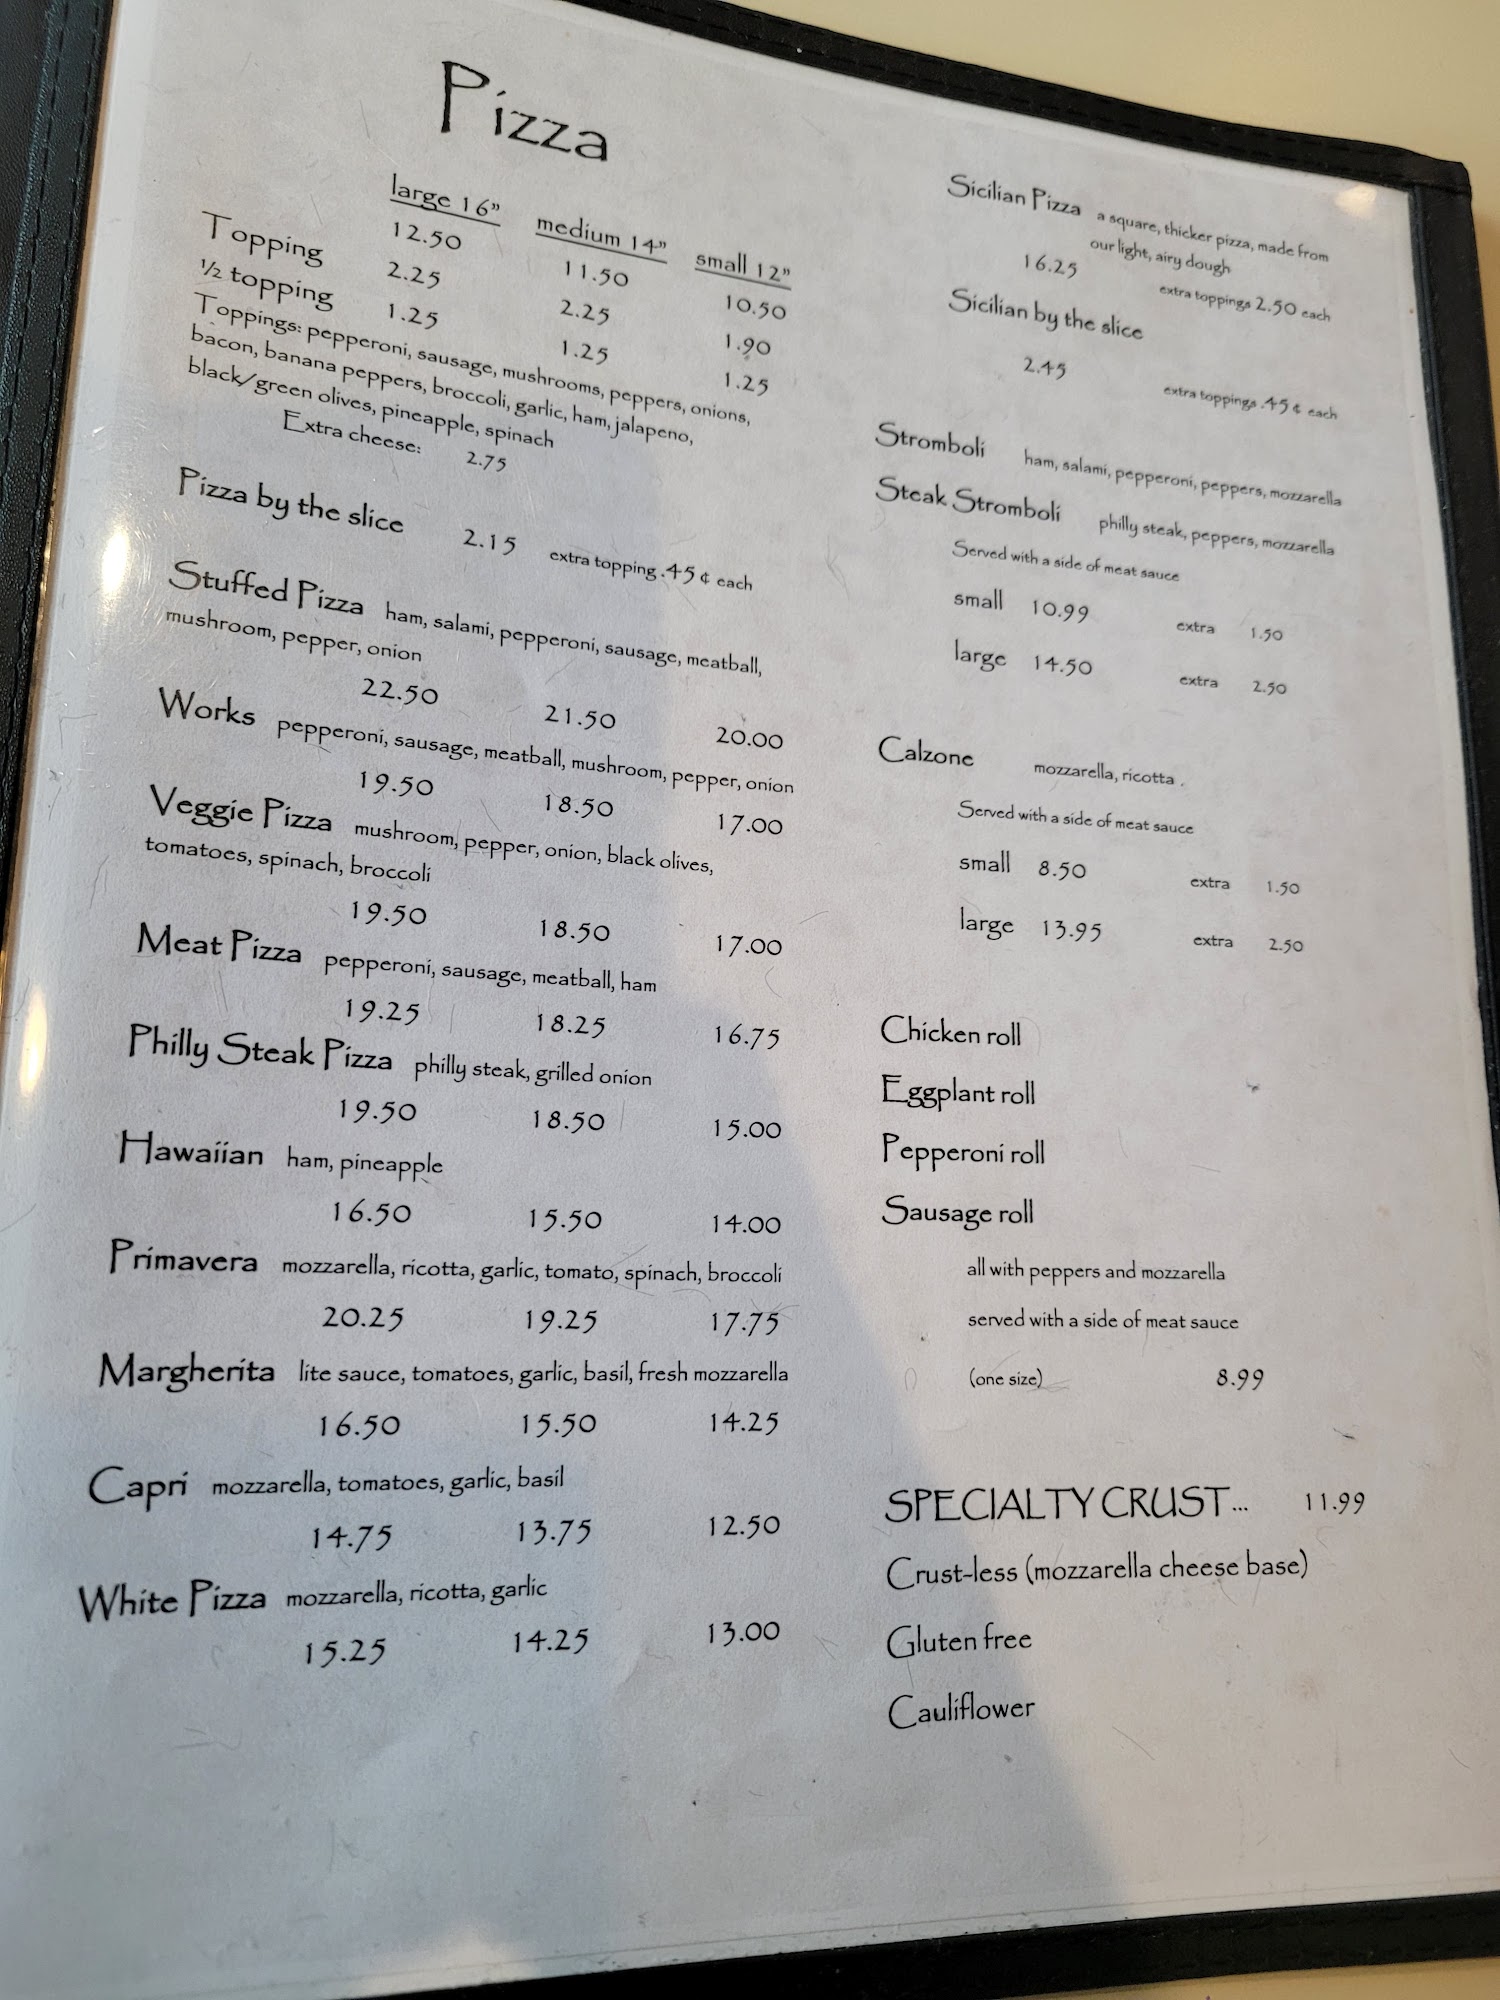 Pizza
large 16” medium 14” small 12”
12.50 11.50 10.50
Topping 2.25 2.25 1.90
½ topping 1.25 1.25 1.25
Toppings: pepperoni, sausage, mushrooms, peppers, onions,
bacon, banana peppers, broccoli, garlic, ham, jalapeno,
black/green olives, pineapple, spinach
Extra cheese: 2.75
Pizza by the slice 2.15 extra topping .45 ¢ each
Stuffed Pizza ham, salami, pepperoni, sausage, meatball,
mushroom, pepper, onion
22.50 21.50 20.00
Works pepperoni, sausage, meatball, mushroom, pepper, onion
19.50 18.50 17.00
Veggie Pizza mushroom, pepper, onion, black olives,
tomatoes, spinach, broccoli
19.50 18.50 17.00
Meat Pizza pepperoni, sausage, meatball, ham
19.25 18.25 16.75
Philly Steak Pizza philly steak, grilled onion
19.50 18.50 15.00
Hawaiian ham, pineapple
16.50 15.50 14.00
Primavera mozzarella, ricotta, garlic, tomato, spinach, broccoli
20.25 19.25 17.75
Margherita lite sauce, tomatoes, garlic, basil, fresh mozzarella
16.50 15.50 14.25
Capri mozzarella, tomatoes, garlic, basil
14.75 13.75 12.50
White Pizza mozzarella, ricotta, garlic
15.25 14.25 13.00
Sicilian Pizza a square, thicker pizza, made from
our light, airy dough
16.25 extra toppings 2.50 each
Sicilian by the slice
2.45 extra toppings .45 ¢ each
Stromboli ham, salami, pepperoni, peppers, mozzarella
Steak Stromboli philly steak, peppers, mozzarella
Served with a side of meat sauce
small 10.99 extra 1.50
large 14.50 extra 2.50
Calzone mozzarella, ricotta .
Served with a side of meat sauce
small 8.50 extra 1.50
large 13.95 extra 2.50
Chicken roll
Eggplant roll
Pepperoni roll
Sausage roll
all with peppers and mozzarella
served with a side of meat sauce
(one size) 8.99
SPECIALTY CRUST... 11.99
Crust-less (mozzarella cheese base)
Gluten free
Cauliflower